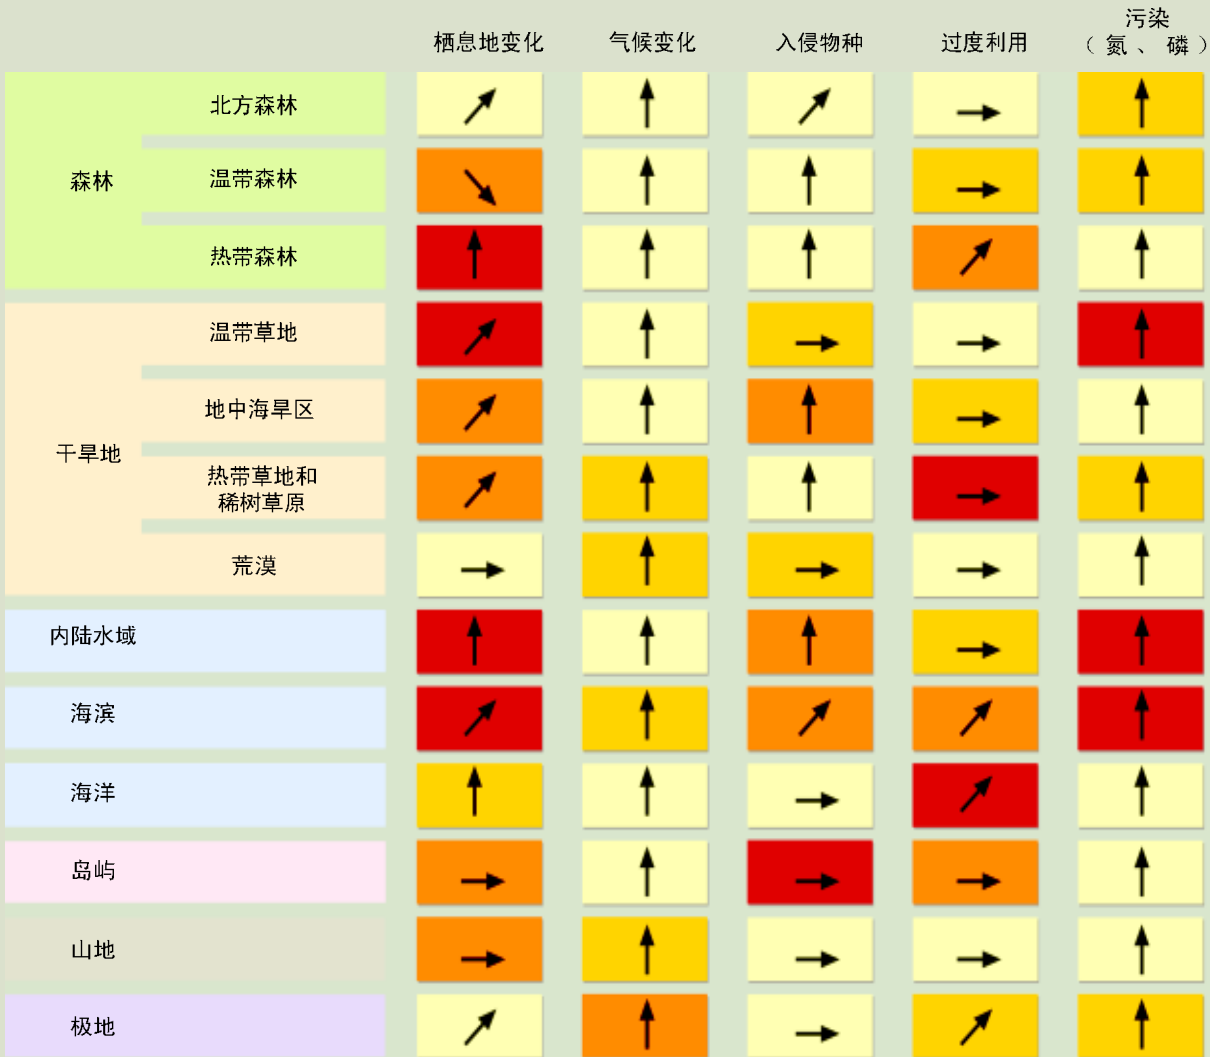 栖息地变化
气候变化
入侵物种
过度利用
污染
（氮、磷）
北方森林
森林
温带森林
热带森林
温带草地
地中海旱区
干旱地
热带草地和
稀树草原
荒漠
内陆水域
海滨
海洋
岛屿
山地
极地